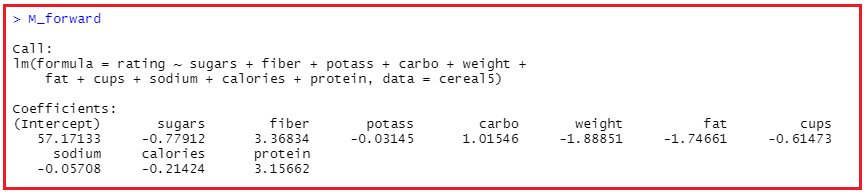 > M_forward
Call:
lm(formula = rating ~ sugars + fiber + potass + carbo + weight +
    fat + cups + sodium + calories + protein, data = cereal5)
Coefficients:
(Intercept)       sugars        fiber       potass        carbo       weight          fat         cups
   57.17133     -0.77912      3.36834     -0.03145      1.01546     -1.88851     -1.74661     -0.61473
     sodium     calories      protein
   -0.05708     -0.21424      3.15662